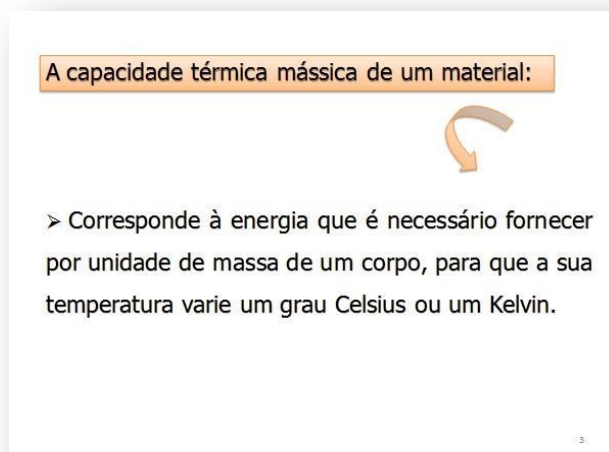 A capacidade térmica mássica de um material:
➢ Corresponde à energia que é necessário fornecer
por unidade de massa de um corpo, para que a sua
temperatura varie um grau Celsius ou um Kelvin.
3